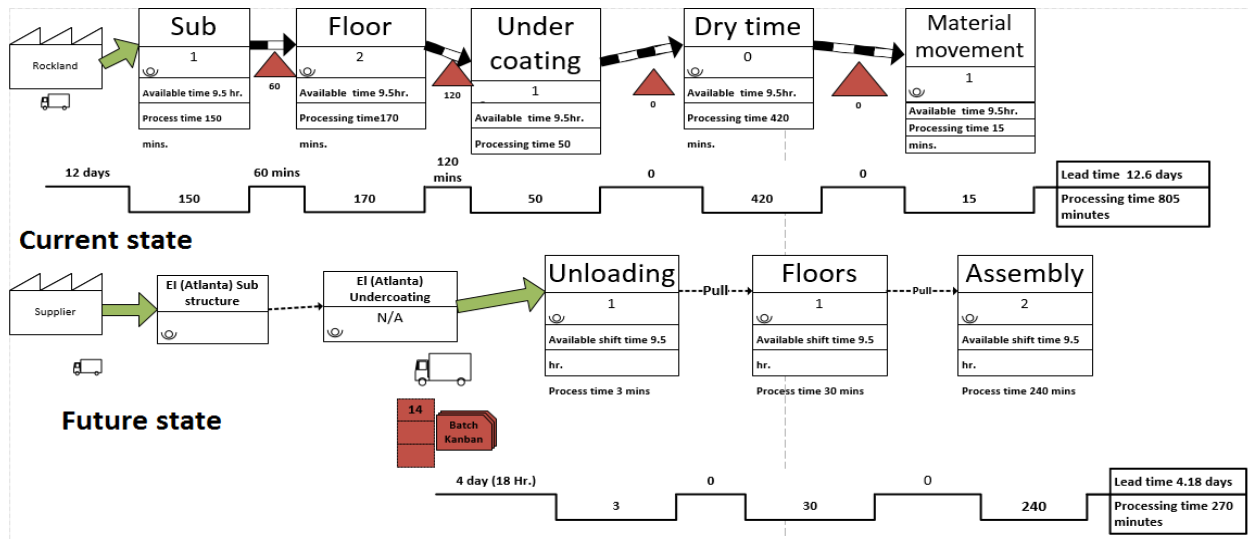 Rockland
Sub
1
Available time 9.5 hr.
Process time 150
mins.
60
Floor
2
Available time 9.5hr.
Processing time170
mins.
120
Under
coating
1
Available time 9.5hr.
Processing time 50
0
Dry time
0
Available time 9.5hr.
Processing time 420
mins.
0
Material
movement
1
Available time 9.5hr.
Processing time 15
mins.
12 days
150
60 mins
170
120
mins
50
0
420
0
15
Lead time 12.6 days
Processing time 805
minutes
Current state
Supplier
EI (Atlanta) Sub
structure
EI (Atlanta)
Undercoating
N/A
Unloading
1
Available shift time 9.5
hr.
Process time 3 mins
Pull
Floors
1
Available shift time 9.5
hr.
Process time 30 mins
Pull
Assembly
2
Available shift time 9.5
hr.
Process time 240 mins
Future state
14
Batch
Kanban
4 day (18 Hr.)
3
0
30
0
240
Lead time 4.18 days
Processing time 270
minutes